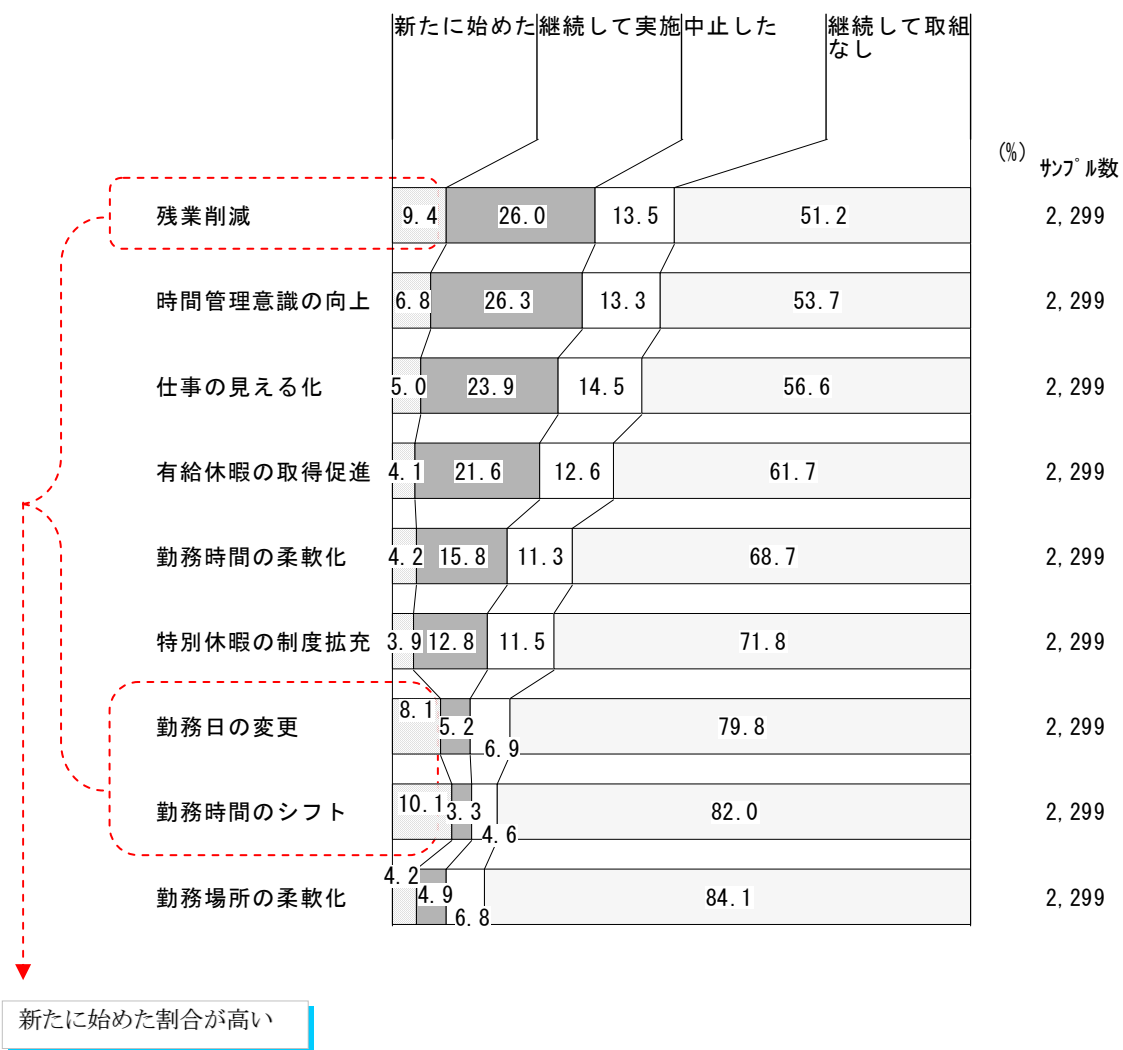 新たに始めた 継続して実施 中止した 継続して取組
なし
(%)
ｻﾝﾌﾟﾙ数
残業削減 9.4 26.0 13.5 51.2 2,299
時間管理意識の向上 6.8 26.3 13.3 53.7 2,299
仕事の見える化 5.0 23.9 14.5 56.6 2,299
有給休暇の取得促進 4.1 21.6 12.6 61.7 2,299
勤務時間の柔軟化 4.2 15.8 11.3 68.7 2,299
特別休暇の制度拡充 3.9 12.8 11.5 71.8 2,299
勤務日の変更 8.1 5.2 6.9 79.8 2,299
勤務時間のシフト 10.1 3.3 4.6 82.0 2,299
勤務場所の柔軟化 4.2 4.9 6.8 84.1 2,299
新たに始めた割合が高い